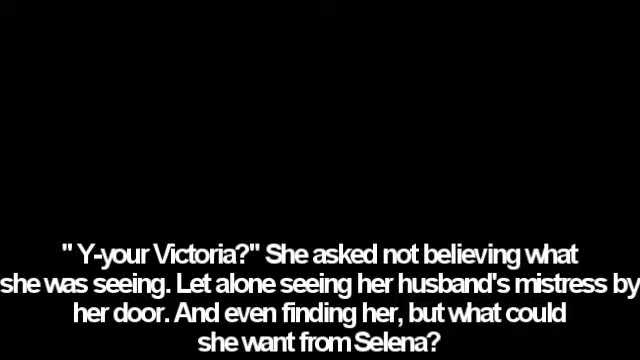 " Y-your Victoria?" She asked not believing what
she was seeing. Let alone seeing her husband's mistress by
her door. And even finding her, but what could
she want from Selena?